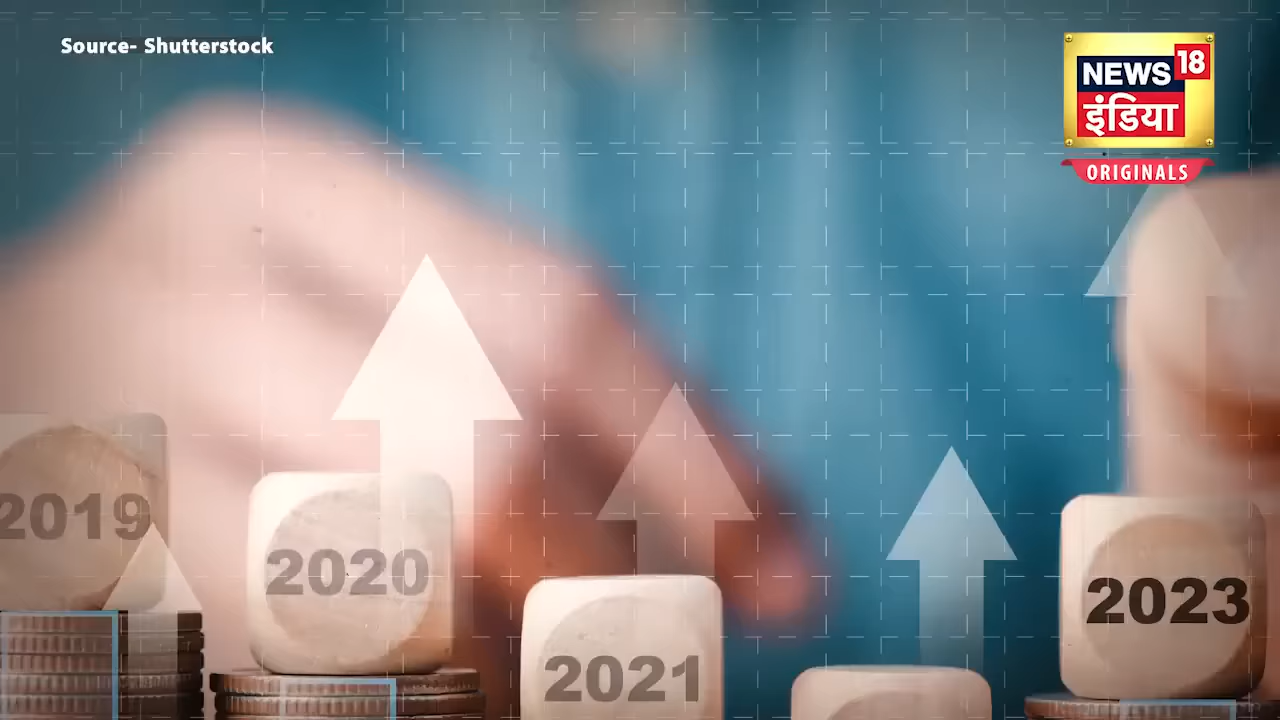 Source- Shutterstock
NEWS 18
इंडिया
ORIGINALS
2019
2020
2021
2023